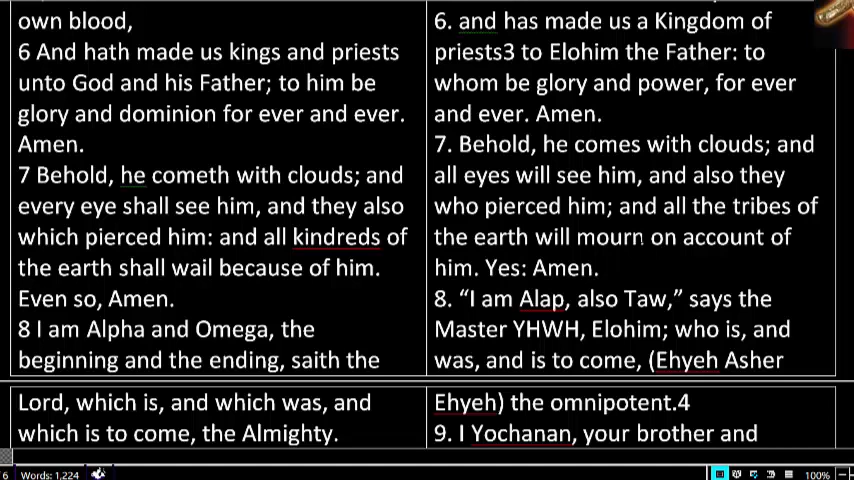 own blood,
6 And hath made us kings and priests
unto God and his Father; to him be
glory and dominion for ever and ever.
Amen.
7 Behold, he cometh with clouds; and
every eye shall see him, and they also
which pierced him: and all kindreds of
the earth shall wail because of him.
Even so, Amen.
8 I am Alpha and Omega, the
beginning and the ending, saith the
Lord, which is, and which was, and
which is to come, the Almighty.
6. and has made us a Kingdom of
priests3 to Elohim the Father: to
whom be glory and power, for ever
and ever. Amen.
7. Behold, he comes with clouds; and
all eyes will see him, and also they
who pierced him; and all the tribes of
the earth will mourn on account of
him. Yes: Amen.
8. “I am Alap, also Taw,” says the
Master YHWH, Elohim; who is, and
was, and is to come, (Ehyeh Asher
Ehyeh) the omnipotent.4
9. I Yochanan, your brother and
6 Words: 1,224
100%